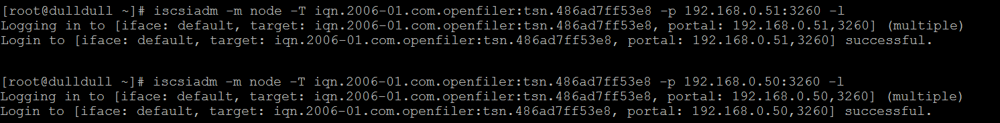 [root@dulldull ~]# iscsiadm -m node -T iqn.2006-01.com.openfiler:tsn.486ad7ff53e8 -p 192.168.0.51:3260 -l
Logging in to [iface: default, target: iqn.2006-01.com.openfiler:tsn.486ad7ff53e8, portal: 192.168.0.51,3260] (multiple)
Login to [iface: default, target: iqn.2006-01.com.openfiler:tsn.486ad7ff53e8, portal: 192.168.0.51,3260] successful.
[root@dulldull ~]# iscsiadm -m node -T iqn.2006-01.com.openfiler:tsn.486ad7ff53e8 -p 192.168.0.50:3260 -l
Logging in to [iface: default, target: iqn.2006-01.com.openfiler:tsn.486ad7ff53e8, portal: 192.168.0.50,3260] (multiple)
Login to [iface: default, target: iqn.2006-01.com.openfiler:tsn.486ad7ff53e8, portal: 192.168.0.50,3260] successful.